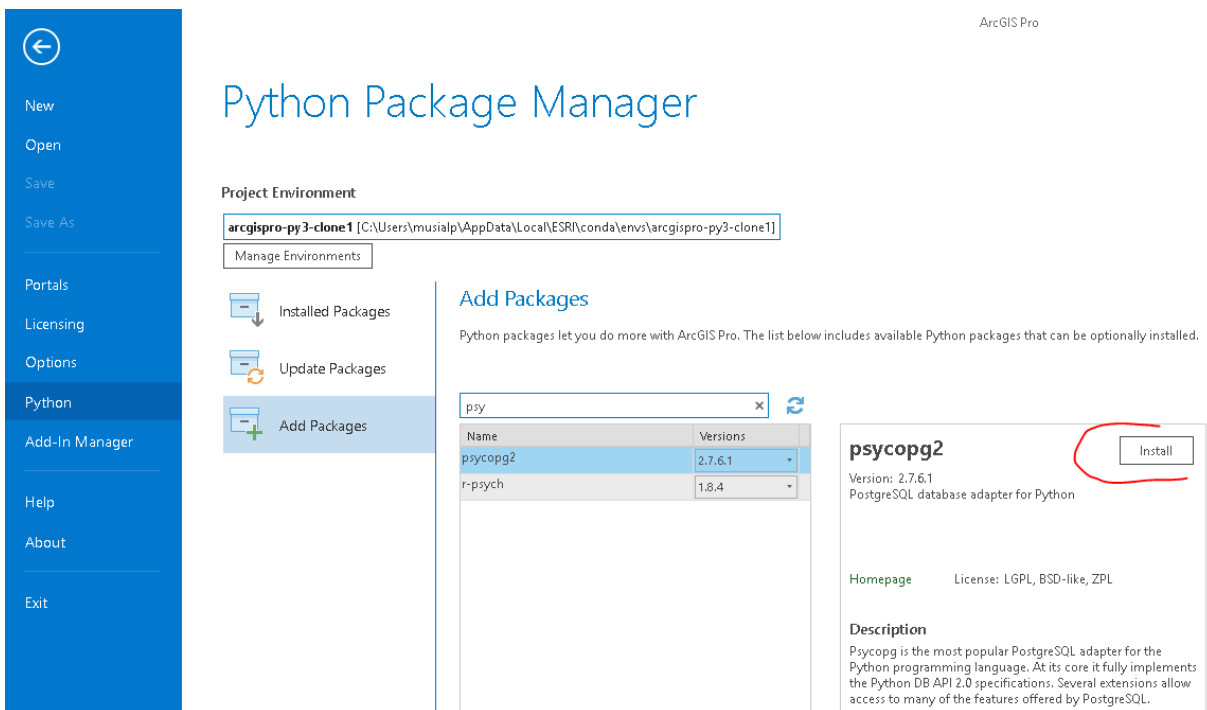 ArcGIS Pro
New
Open
Save
Save As
Portals
Licensing
Options
Python
Add-In Manager
Help
About
Exit
Python Package Manager
Project Environment
arcgispro-py3-clone1 [C:\Users\musialp\AppData\Local\ESRI\conda\envs\arcgispro-py3-clone1]
Manage Environments
Installed Packages
Update Packages
Add Packages
Add Packages
Python packages let you do more with ArcGIS Pro. The list below includes available Python packages that can be optionally installed.
psy
Name Versions
psycopg2 2.7.6.1
r-psych 1.8.4
psycopg2
Install
Version: 2.7.6.1
PostgreSQL database adapter for Python
Homepage License: LGPL, BSD-like, ZPL
Description
Psycopg is the most popular PostgreSQL adapter for the
Python programming language. At its core it fully implements
the Python DB API 2.0 specifications. Several extensions allow
access to many of the features offered by PostgreSQL.